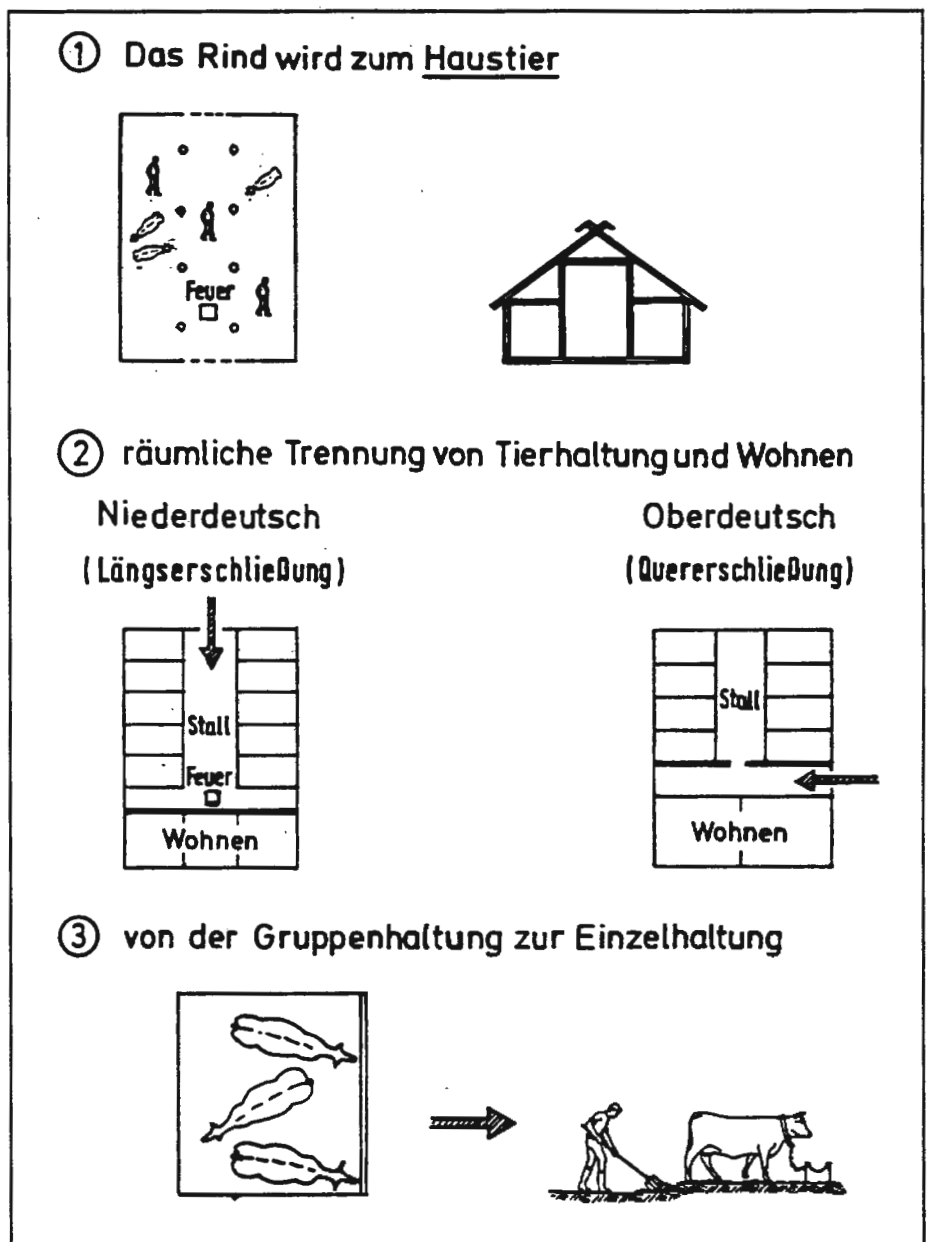 ① Das Rind wird zum Haustier
Feuer
② räumliche Trennung von Tierhaltung und Wohnen
Niederdeutsch
(Längserschließung)
Stall
Feuer
Wohnen
Oberdeutsch
(Quererschließung)
Stall
Wohnen
③ von der Gruppenhaltung zur Einzelhaltung